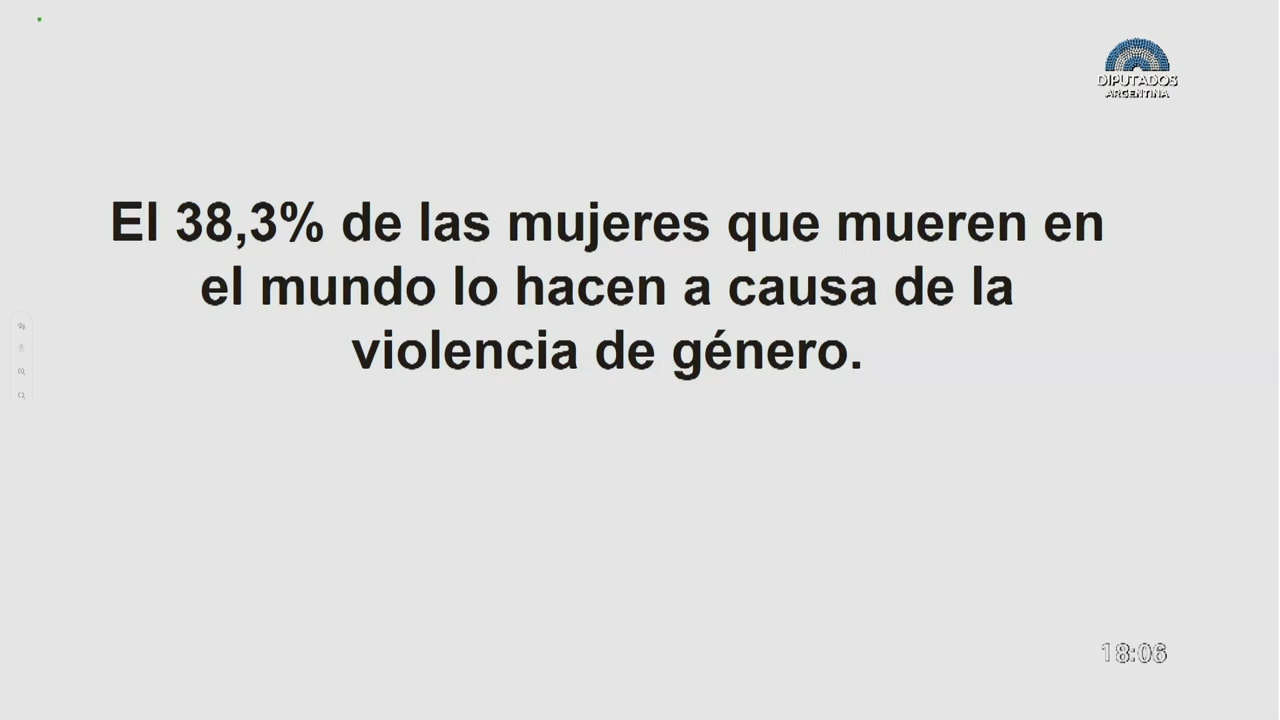 DIPUTADOS
ARGENTINA
El 38,3% de las mujeres que mueren en
el mundo lo hacen a causa de la
violencia de género.
18:06